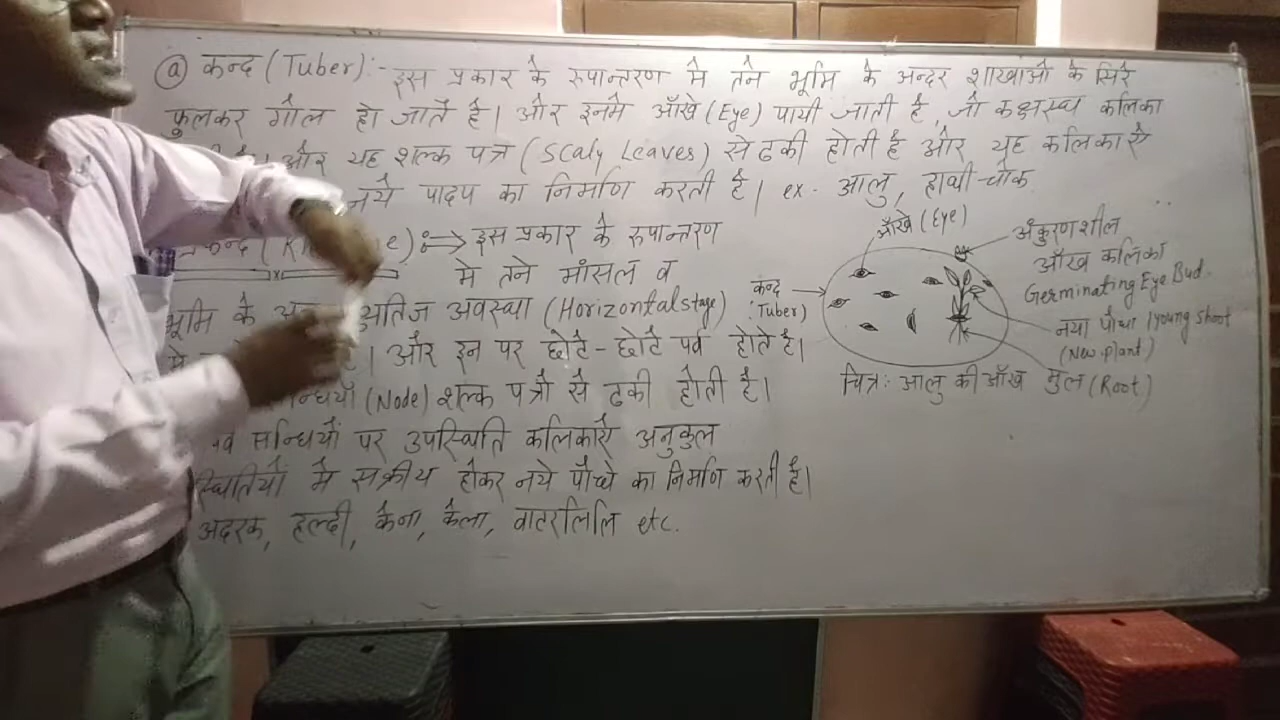 ⓐ कन्द (Tuber):- इस प्रकार के रूपान्तरण मे तने भूमि के अन्दर शाखाओ के सिरे
फुलकर गोल हो जाते है। और इनमे आँखे (Eye) पायी जाती है, जो कक्षस्थ कलिका
और यह शल्क पत्र (Scaly Leaves) से ढकी होती है और यह कलिकाऐ
नये पादप का निर्माण करती है। ex. आलु, हाथी-चोक
कन्द ⇒ इस प्रकार के रूपान्तरण
मे तने मांसल व
भूमि के अवस्था (Horizontal stage)
। और इन पर छोटे-छोटे पर्व होते है।
(Node) शल्क पत्रो से ढकी होती है।
सन्धियों पर उपस्थिति कलिकाऐ अनुकुल
मे सक्रीय होकर नये पौधे का निर्माण करती है।
अदरक, हल्दी, केना, केला, वाटरलिलि etc.
आँखे (Eye)
कन्द
(Tuber)
अंकुरणशील
आँख कलिका
Germinating Eye Bud
नया पौधा / young shoot
(New plant)
मुल (Root)
चित्र: आलु की आँख